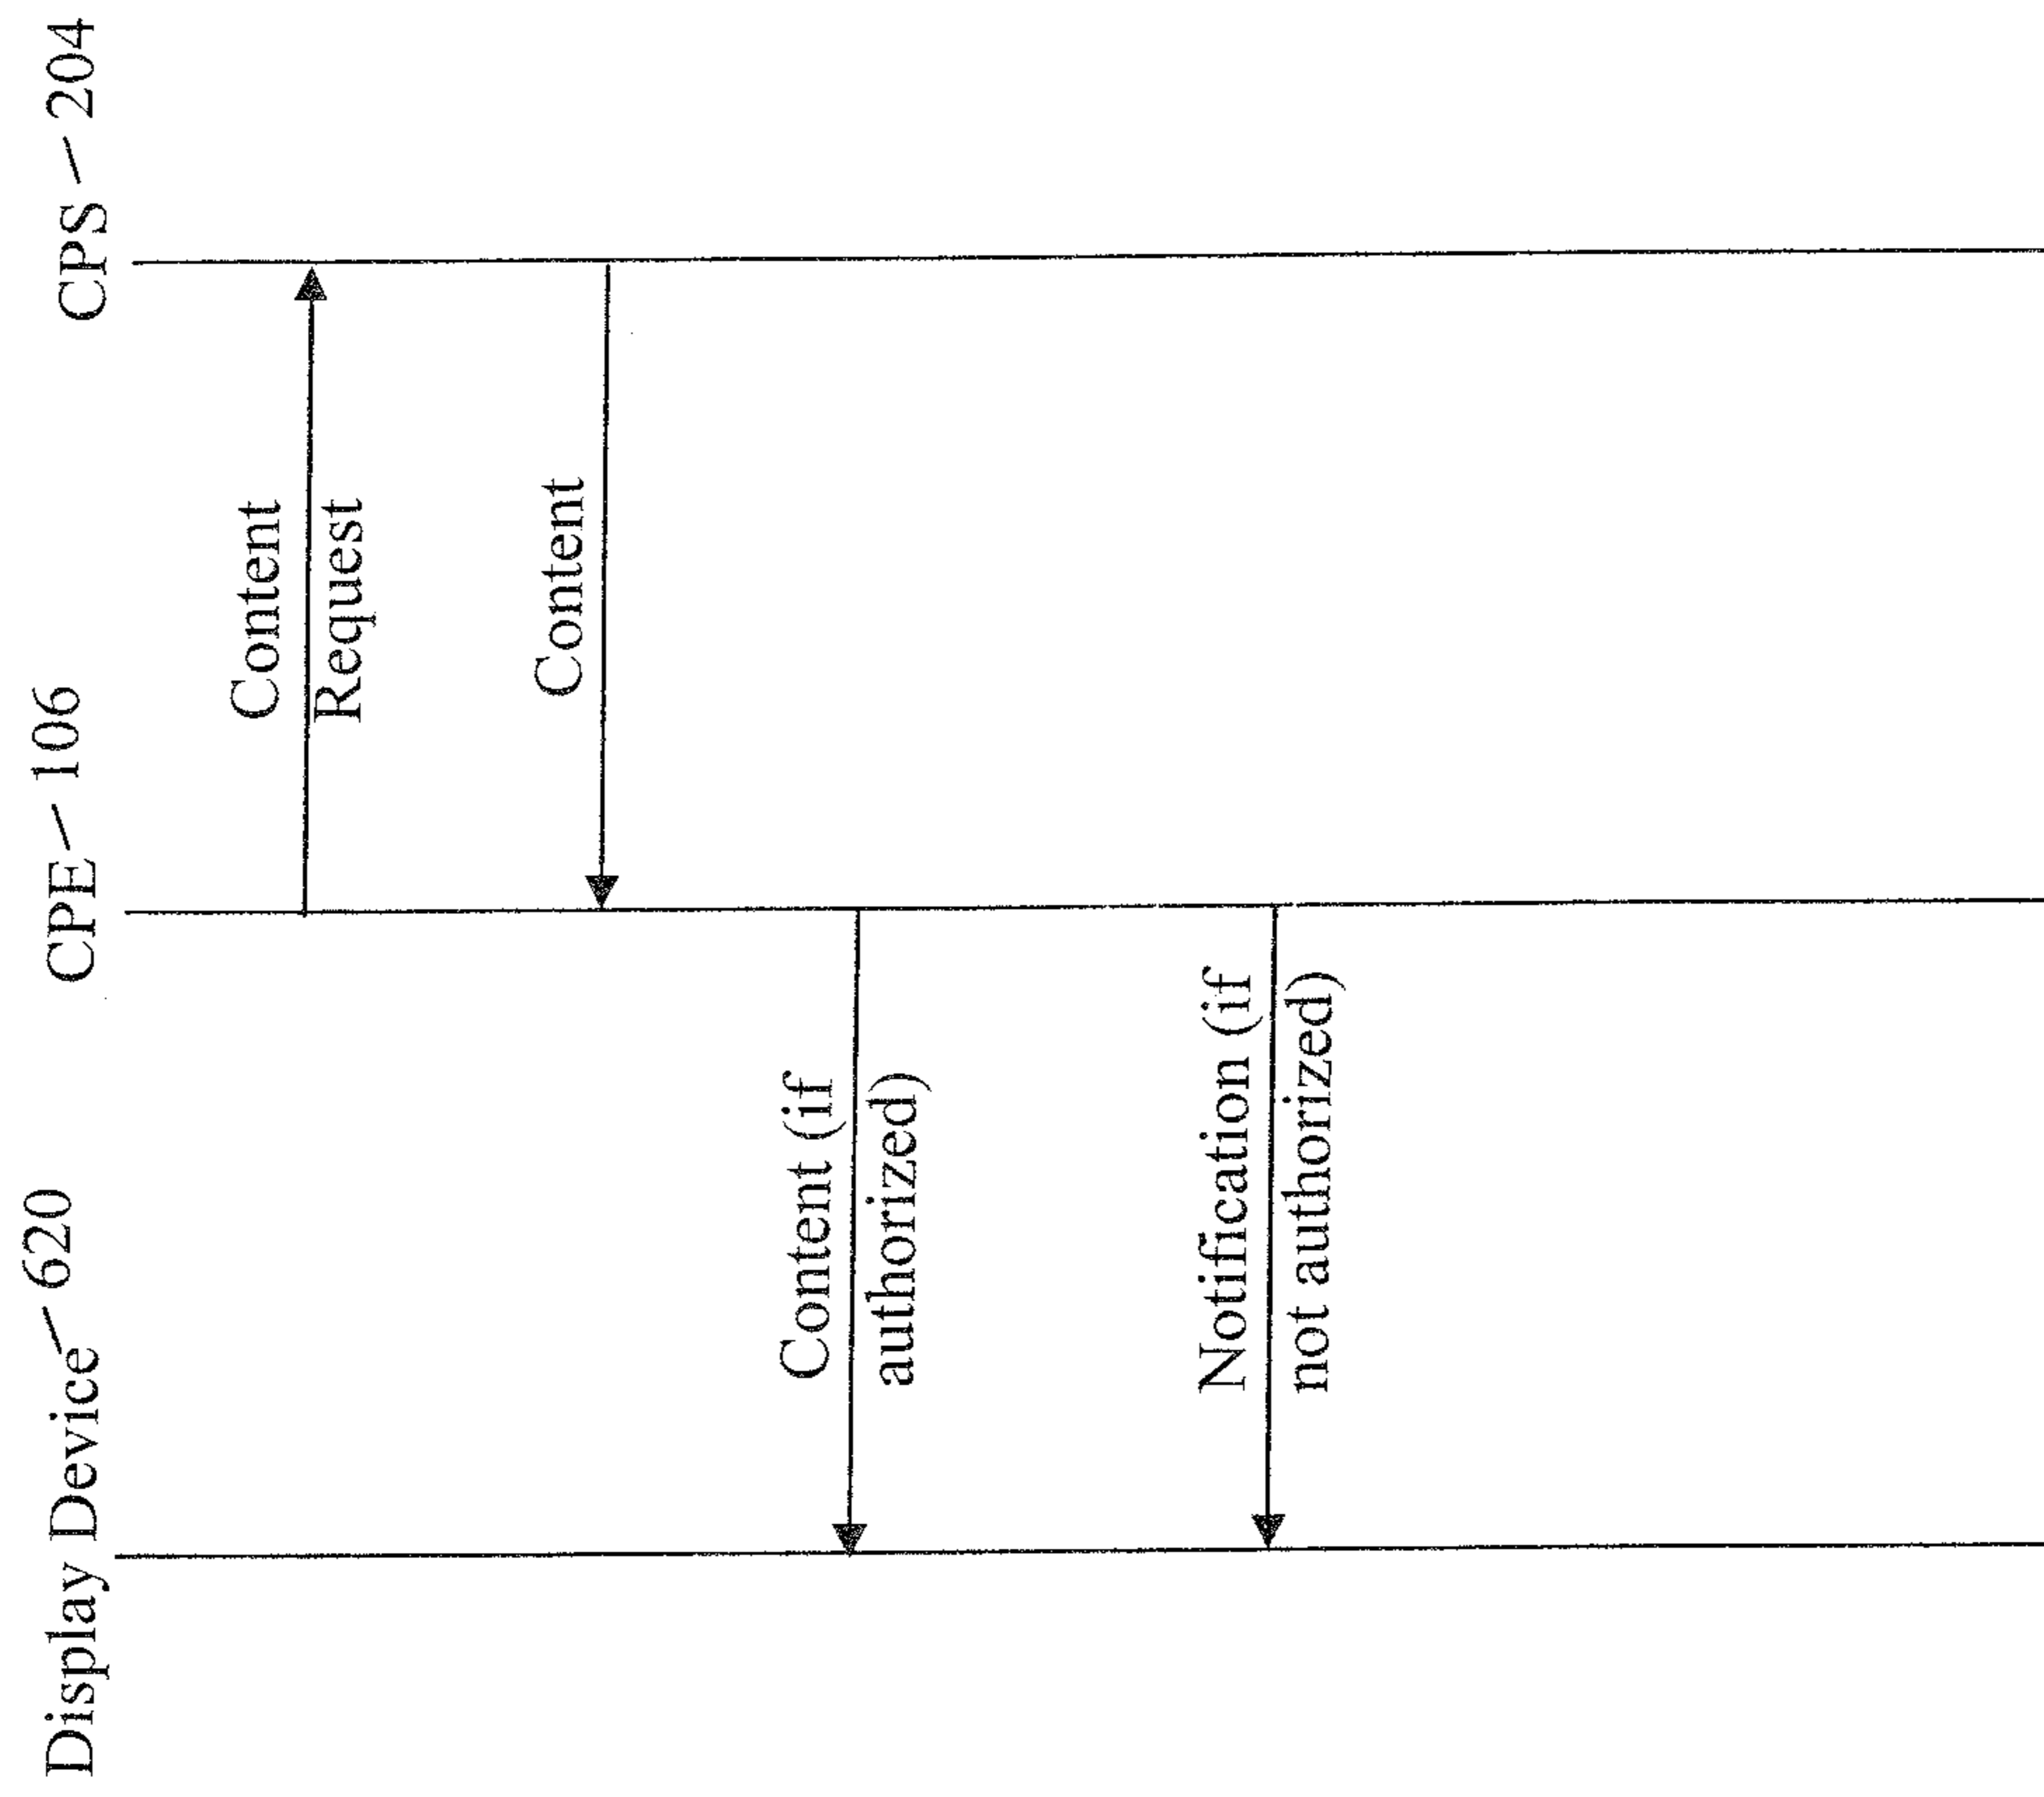 Display Device 620
CPE 106
CPS 204
Content
Request
Content
Content (if
authorized)
Notification (if
not authorized)